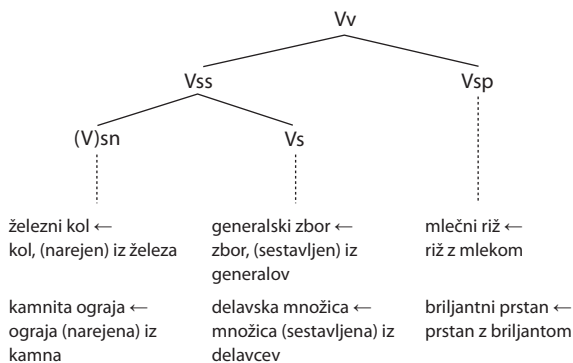 Vv
Vss
Vsp
(V)sn
Vs
železni kol ←
kol, (narejen) iz železa
kamnita ograja ←
ograja (narejena) iz
kamna
generalski zbor ←
zbor, (sestavljen) iz
generalov
delavska množica ←
množica (sestavljena) iz
delavcev
mlečni riž ←
riž z mlekom
briljantni prstan ←
prstan z briljantom